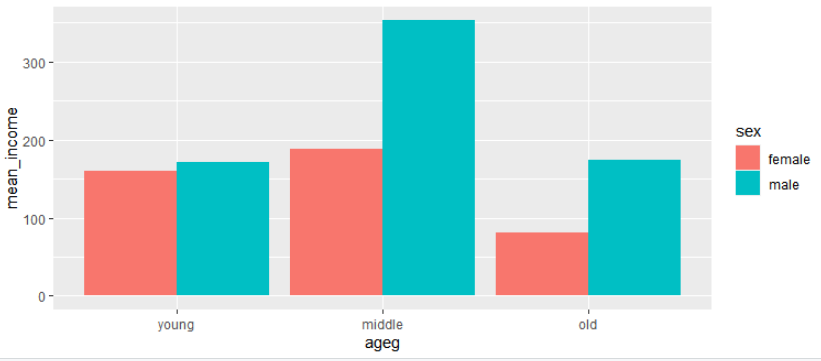 mean_income
300
200
100
0
young middle old
ageg
sex
female
male